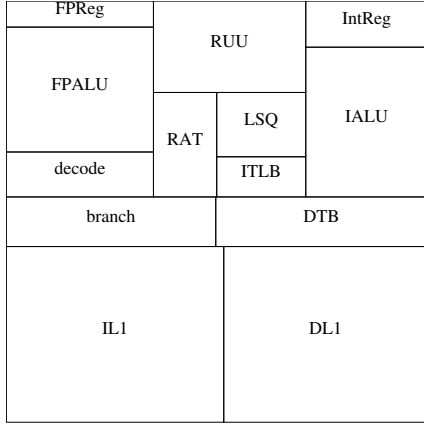 FPReg
RUU
IntReg
FPALU
RAT
LSQ
IALU
decode
ITLB
branch
DTB
IL1
DL1